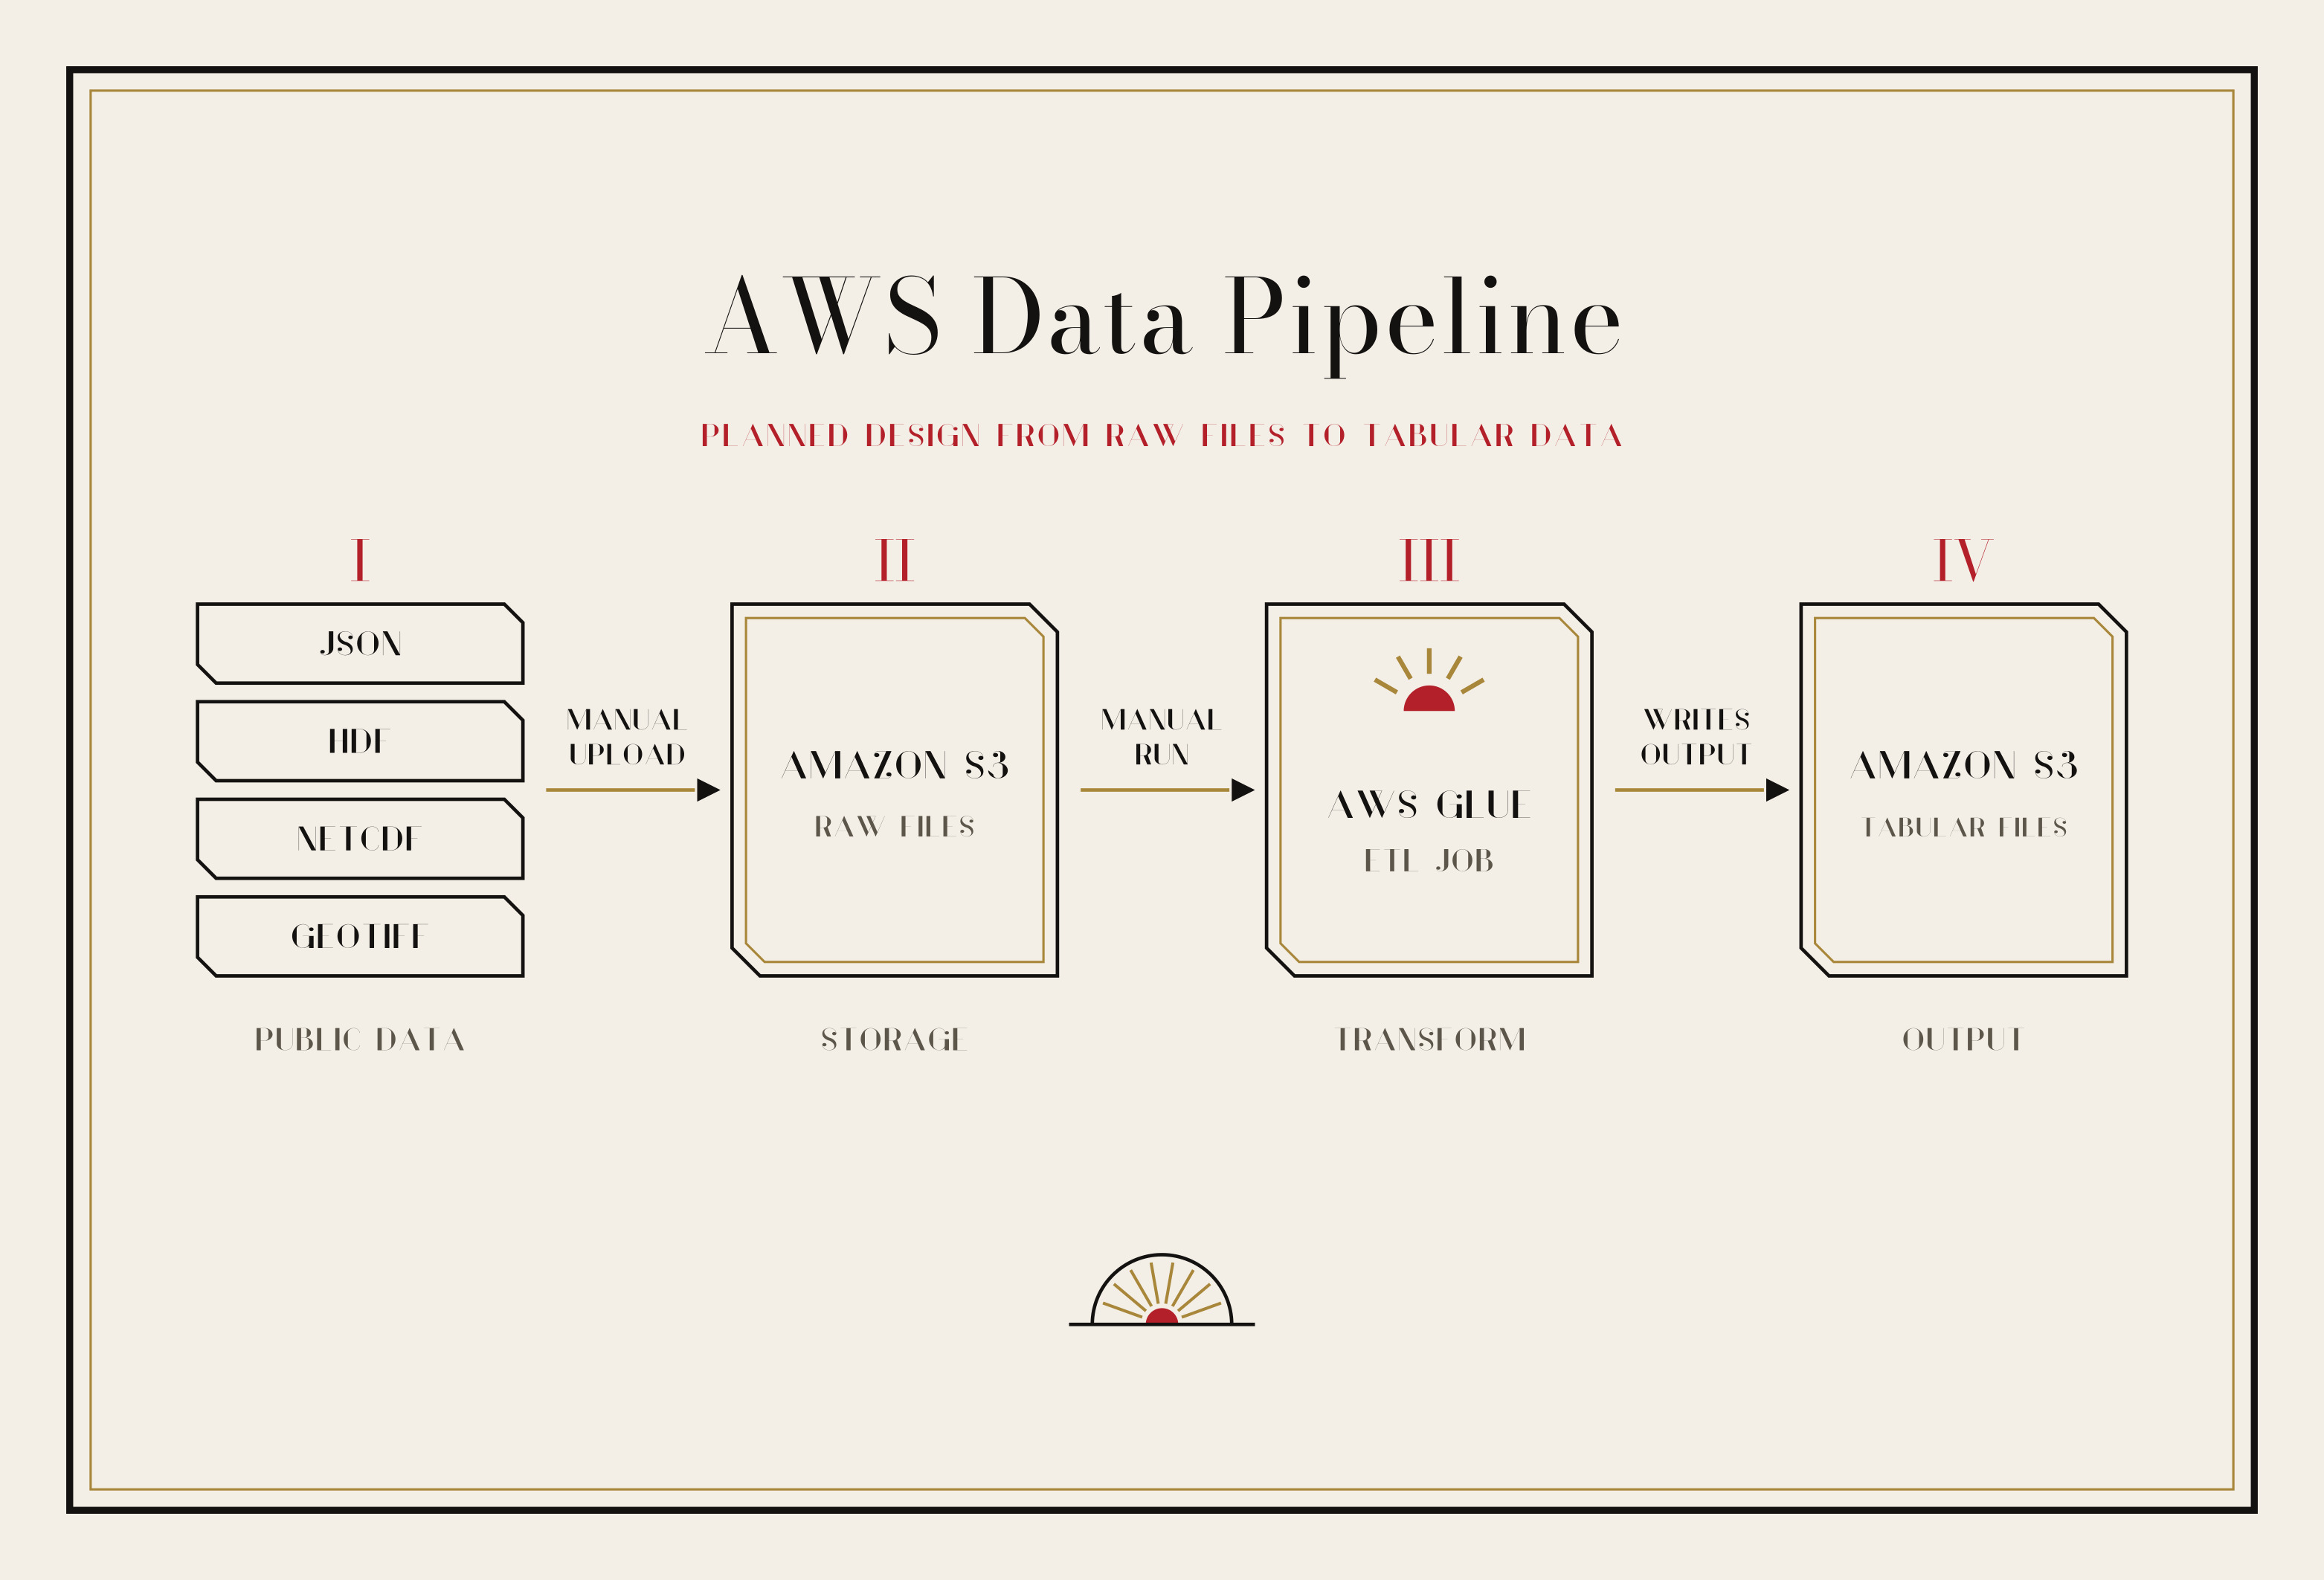 AWS Data Pipeline
PLANNED DESIGN FROM RAW FILES TO TABULAR DATA
I
JSON
HDF
NETCDF
GEOTIFF
PUBLIC DATA
MANUAL
UPLOAD
II
AMAZON S3
RAW FILES
STORAGE
MANUAL
RUN
III
AWS GLUE
ETL JOB
TRANSFORM
WRITES
OUTPUT
IV
AMAZON S3
TABULAR FILES
OUTPUT